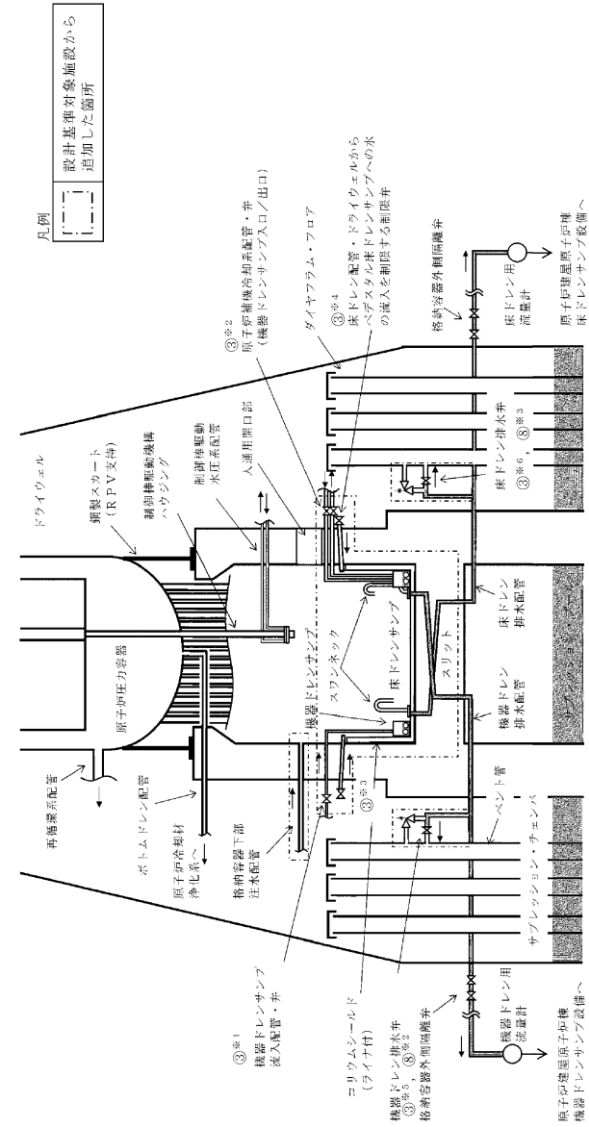 凡例
設計基準対象施設から
追加した箇所
ドライウェル
鋼製スカート
(RPV支持)
制御棒駆動機構
ハウジング
制御棒駆動
水圧系配管
人通用開口部
③※2
原子炉補機冷却系配管・弁
(機器ドレンサンプ入口/出口)
③※4
床ドレン配管・ドライウェルから
ペデスタル床ドレンサンプへの水
の流入を制限する制限弁
ダイヤフラム・フロア
格納容器外側隔離弁
床ドレン用
流量計
原子炉建屋原子炉棟
床ドレンサンプ設備へ
原子炉圧力容器
再循環系配管
ボトムドレン配管
原子炉冷却材
浄化系へ
格納容器下部
注水配管
機器ドレンサンプ
スワンネック
床ドレンサンプ
スリット
床ドレン排水弁
③※6, ⑧※3
床ドレン
排水配管
機器ドレン
排水配管
サプレッション・プール
③※1
機器ドレンサンプ
流入配管・弁
③※3
コリウムシールド
(ライナ付)
機器ドレン排水弁
③※5, ⑧※2
格納容器外側隔離弁
ベント管
サプレッション・チェンバ
機器ドレン用
流量計
原子炉建屋原子炉棟
機器ドレンサンプ設備へ